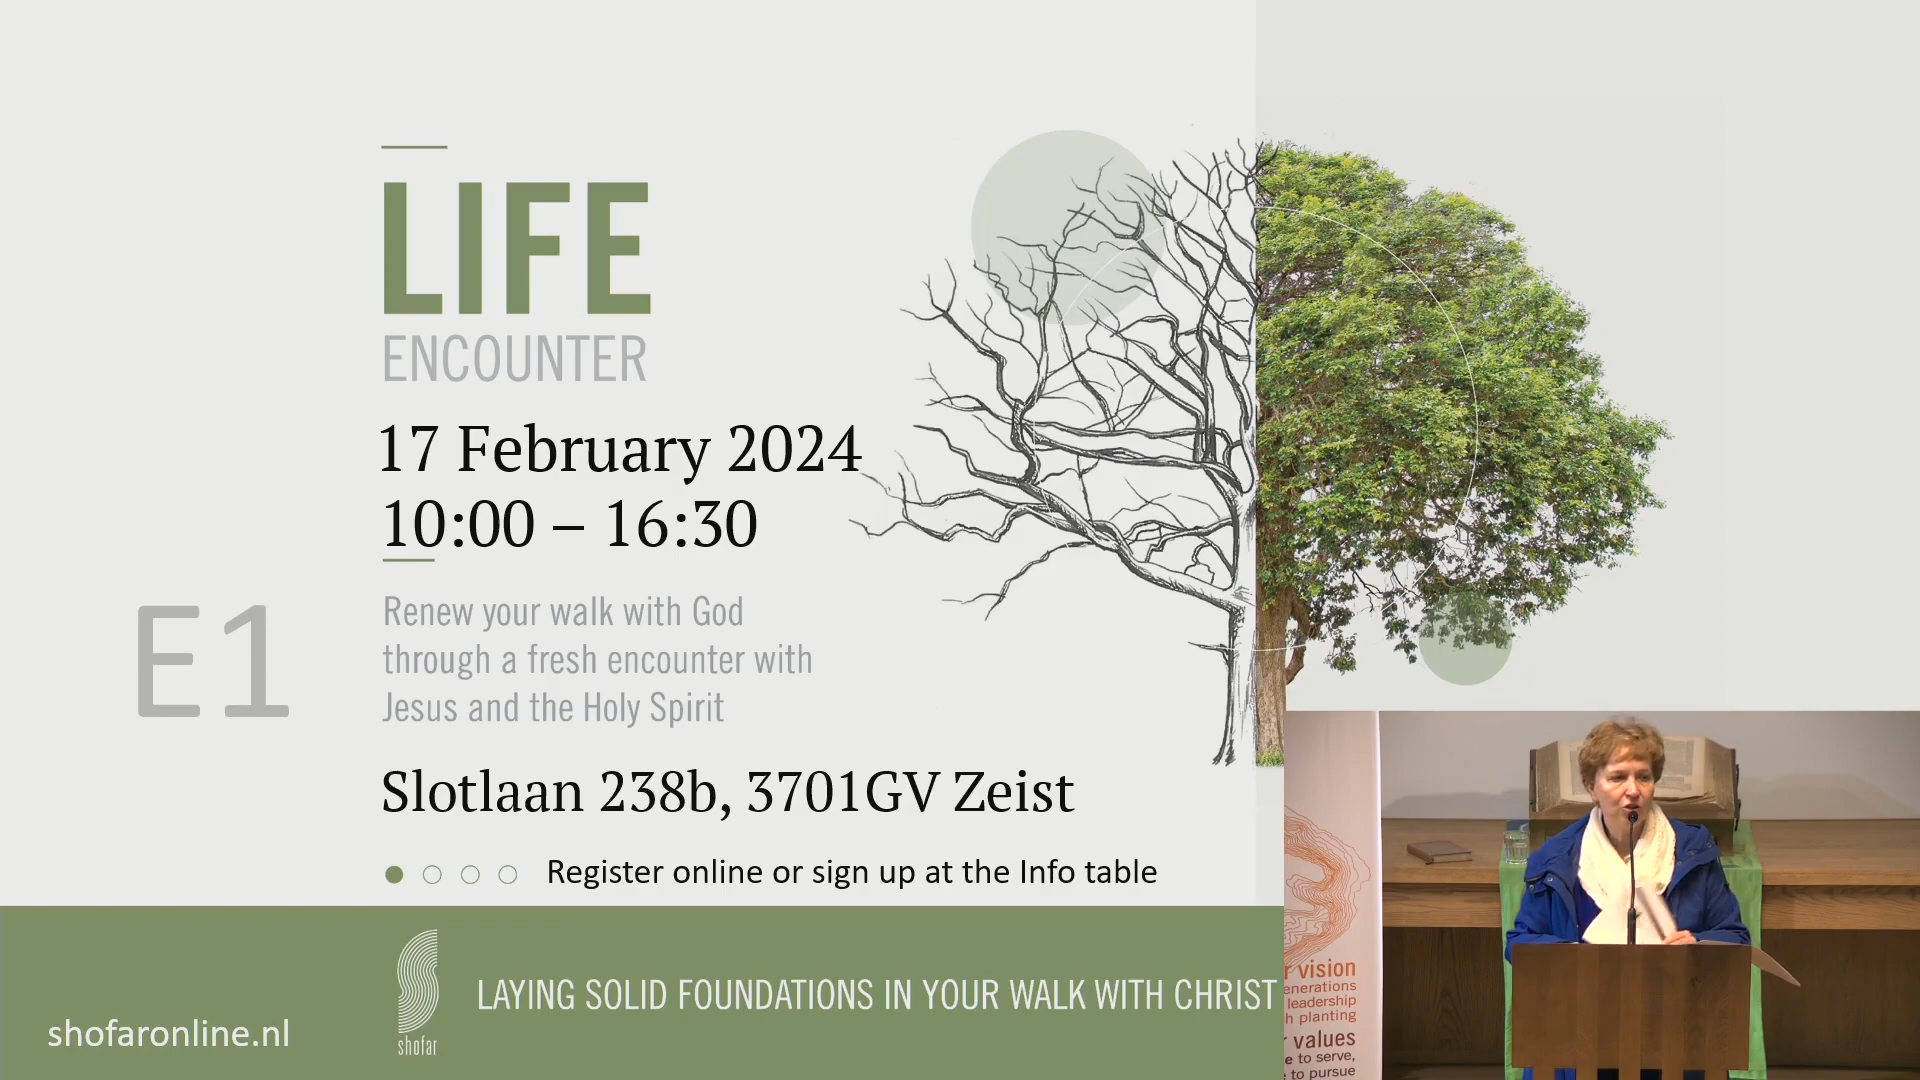 LIFE
ENCOUNTER
17 February 2024
10:00 – 16:30
E1
Renew your walk with God
through a fresh encounter with
Jesus and the Holy Spirit
Slotlaan 238b, 3701GV Zeist
Register online or sign up at the Info table
shofaronline.nl
shofar
LAYING SOLID FOUNDATIONS IN YOUR WALK WITH CHRIST
vision
leadership
planting
values
to serve,
to pursue